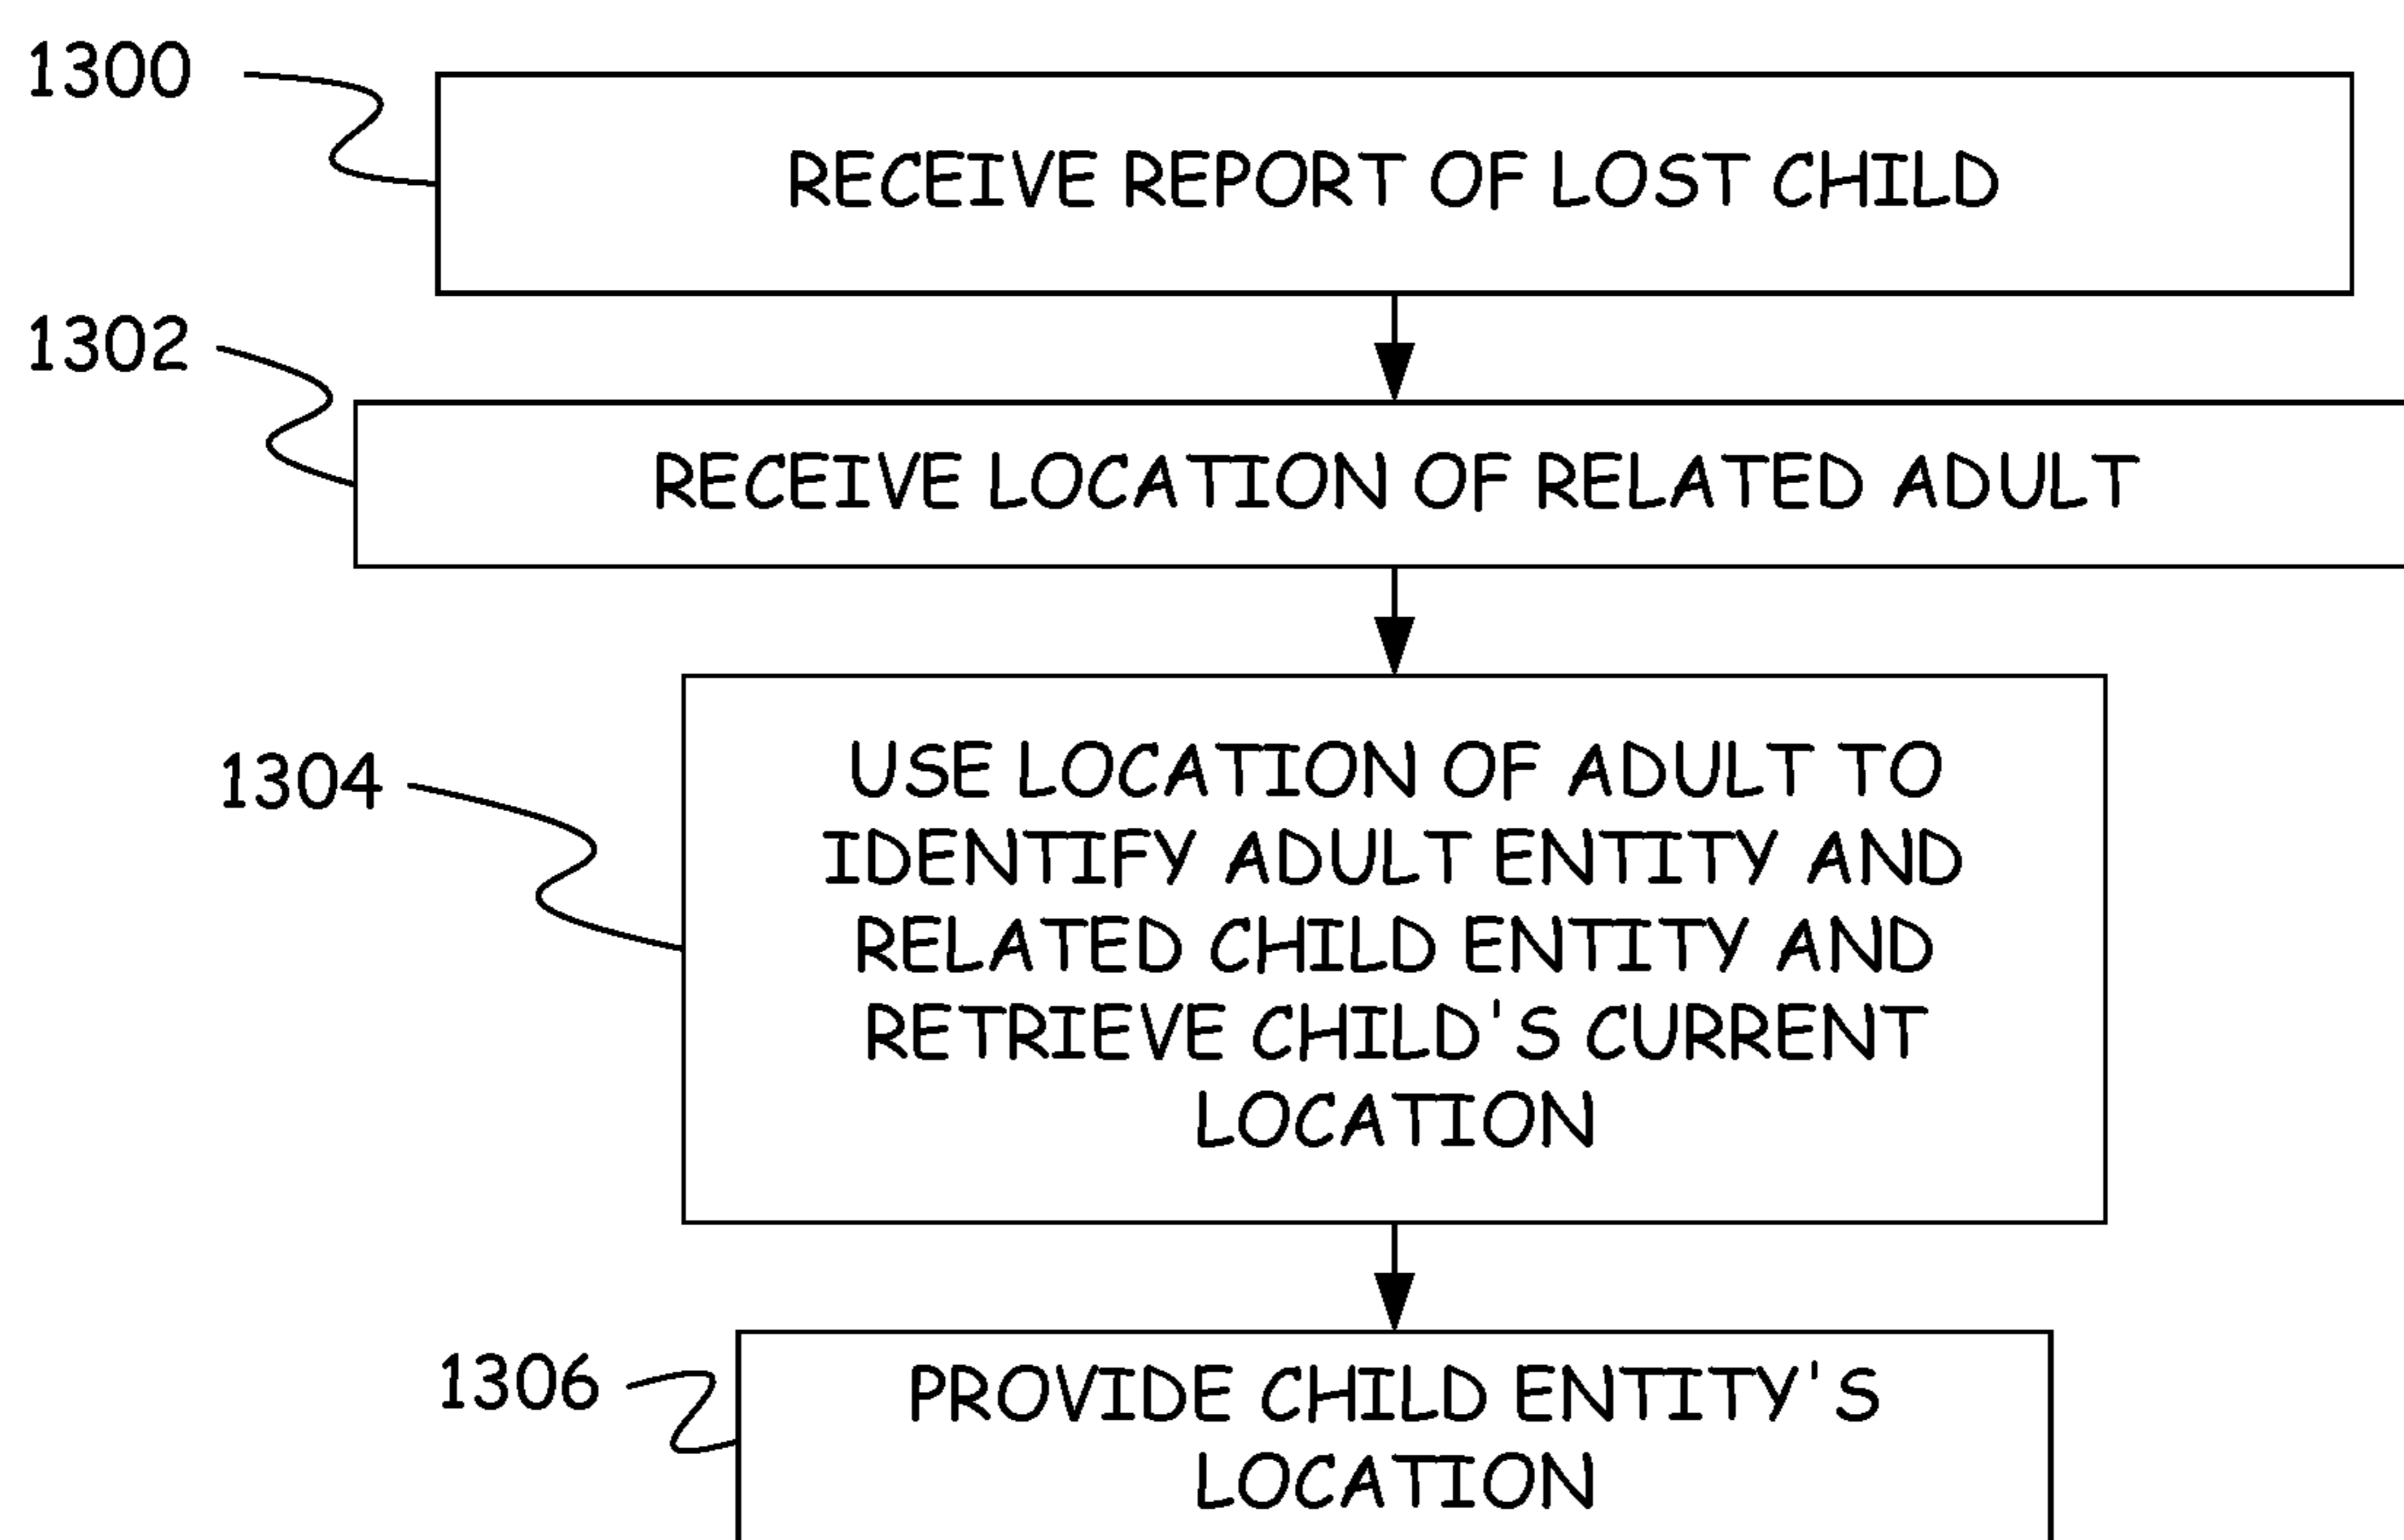 1300
RECEIVE REPORT OF LOST CHILD
1302
RECEIVE LOCATION OF RELATED ADULT
1304
USE LOCATION OF ADULT TO
IDENTIFY ADULT ENTITY AND
RELATED CHILD ENTITY AND
RETRIEVE CHILD'S CURRENT
LOCATION
1306
PROVIDE CHILD ENTITY'S
LOCATION